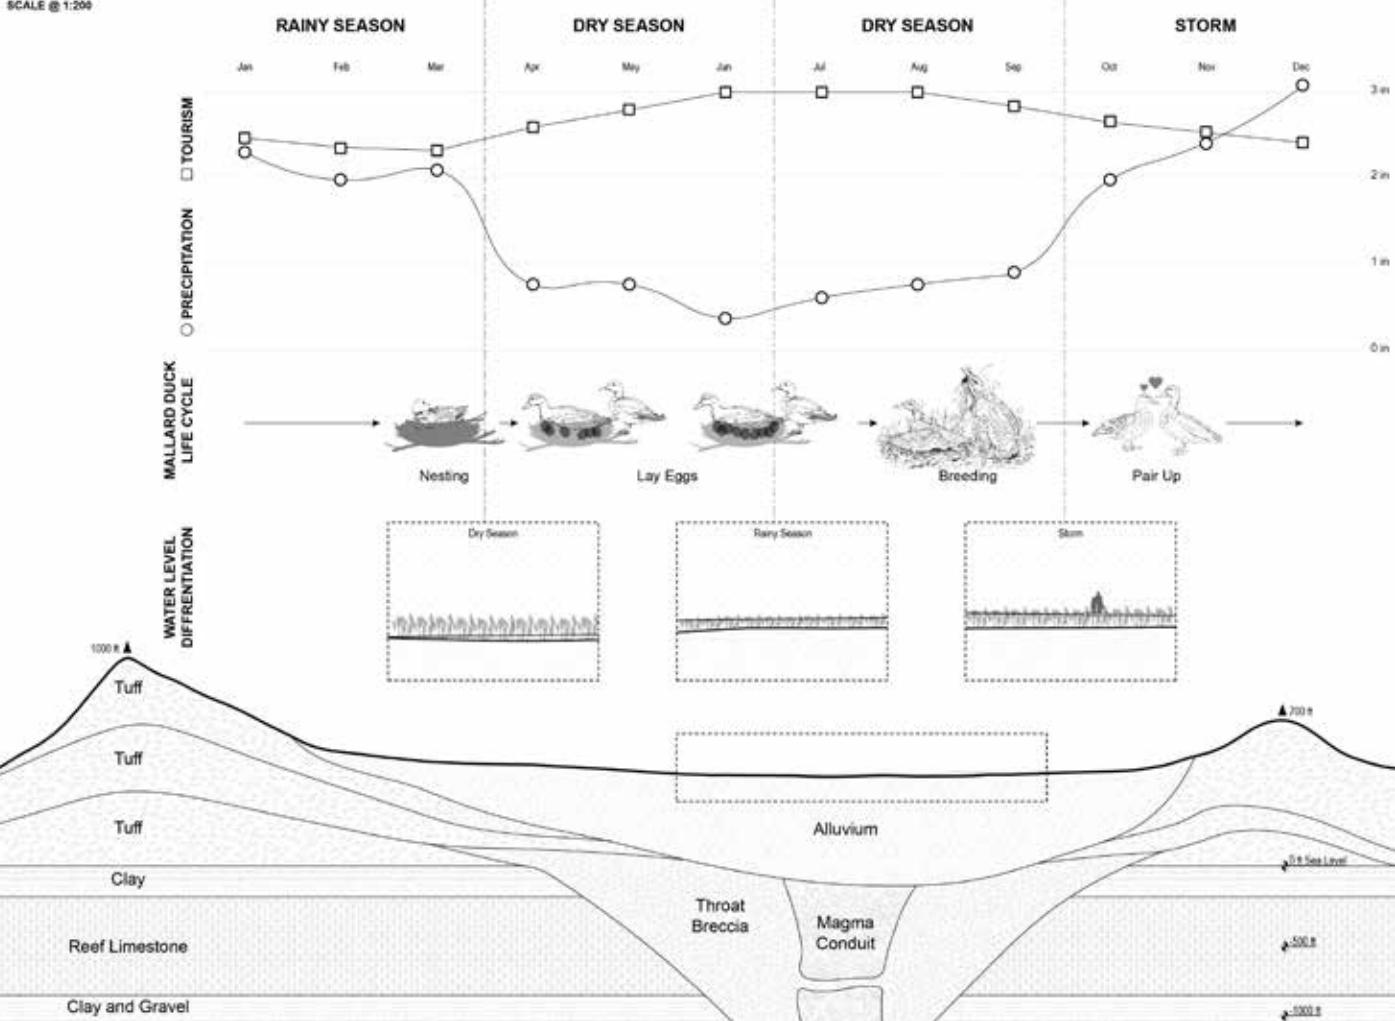 SCALE @ 1:200
RAINY SEASON
DRY SEASON
DRY SEASON
STORM
Jan
Feb
Mar
Apr
May
Jun
Jul
Aug
Sep
Oct
Nov
Dec
3 in
2 in
1 in
0 in
TOURISM
PRECIPITATION
MALLARD DUCK
LIFE CYCLE
Nesting
Lay Eggs
Breeding
Pair Up
WATER LEVEL
DIFFRENTIATION
Dry Season
Rainy Season
Storm
1000 ft
700 ft
Tuff
Tuff
Tuff
Alluvium
0 ft Sea Level
Clay
Throat
Breccia
Magma
Conduit
Reef Limestone
-500 ft
Clay and Gravel
-1000 ft